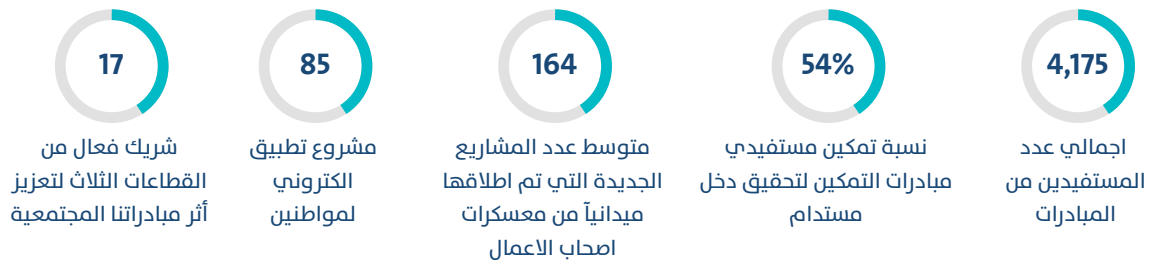 4,175
اجمالي عدد
المستفيدين من
المبادرات
54%
نسبة تمكين مستفيدي
مبادرات التمكين لتحقيق دخل
مستدام
164
متوسط عدد المشاريع
الجديدة التي تم اطلاقها
ميدانيآ من معسكرات
اصحاب الاعمال
85
مشروع تطبيق
الكتروني
لمواطنين
17
شريك فعال من
القطاعات الثلاث لتعزيز
أثر مبادراتنا المجتمعية